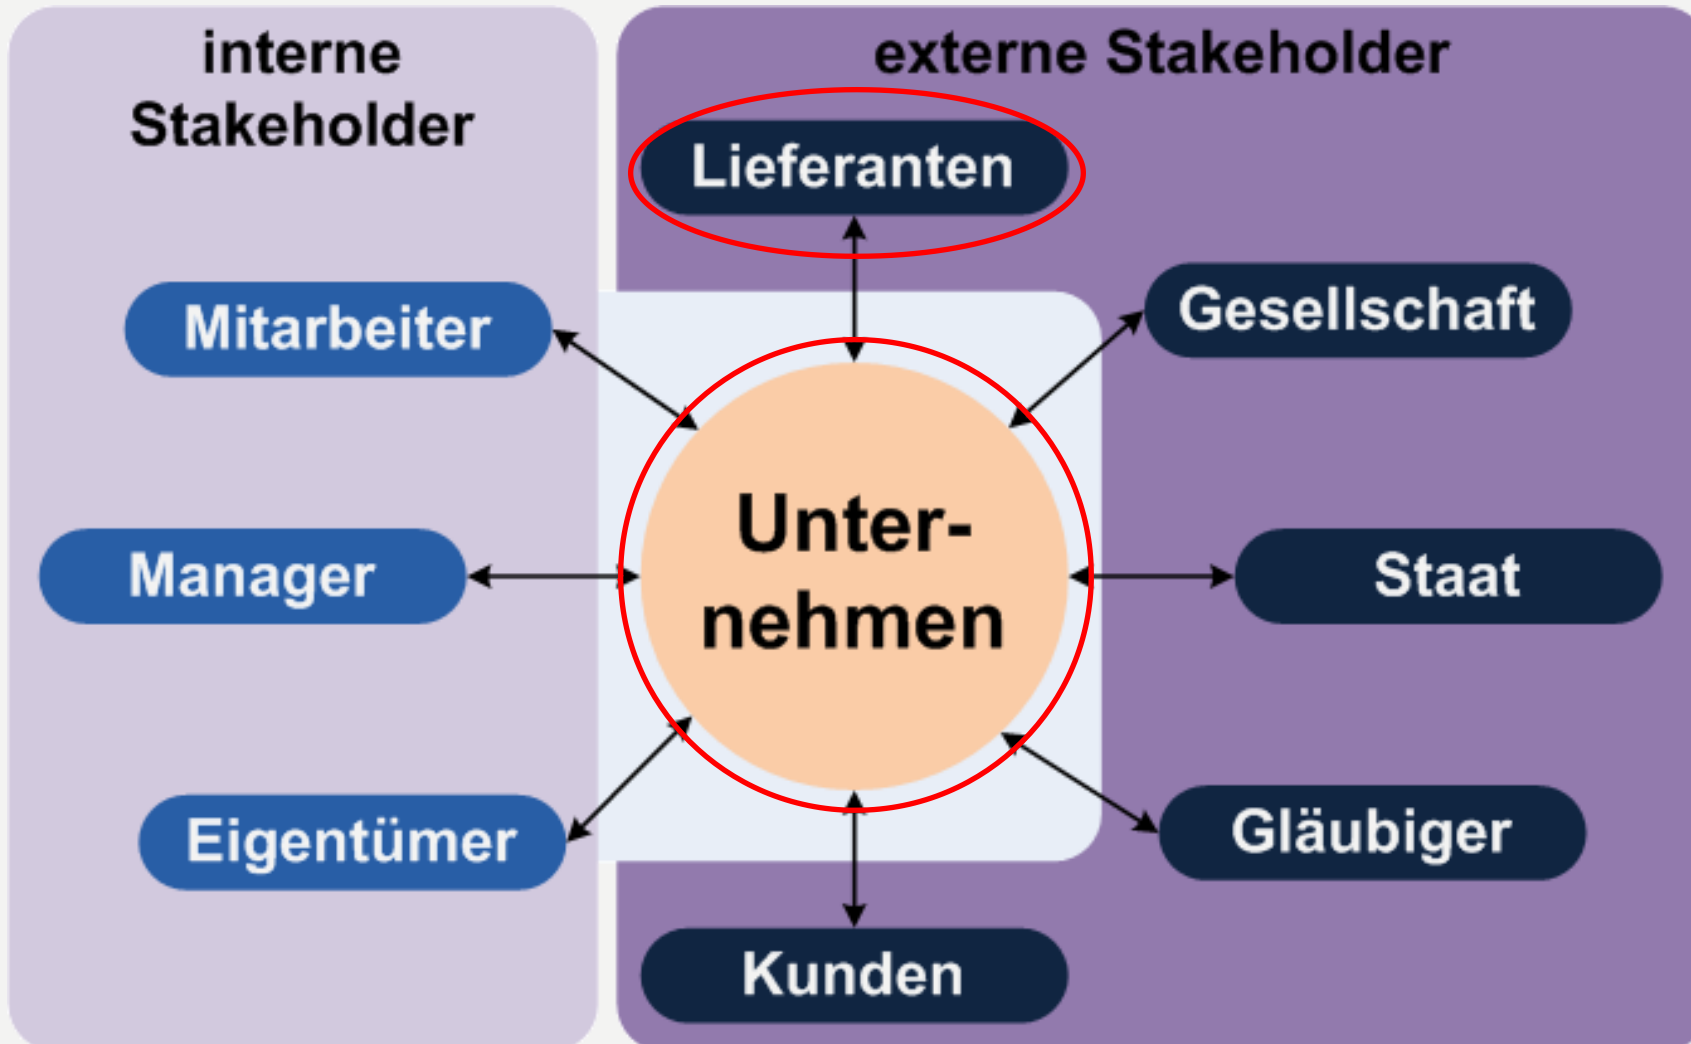 interne
Stakeholder
externe Stakeholder
Lieferanten
Mitarbeiter
Gesellschaft
Manager
Unter-
nehmen
Staat
Eigentümer
Gläubiger
Kunden